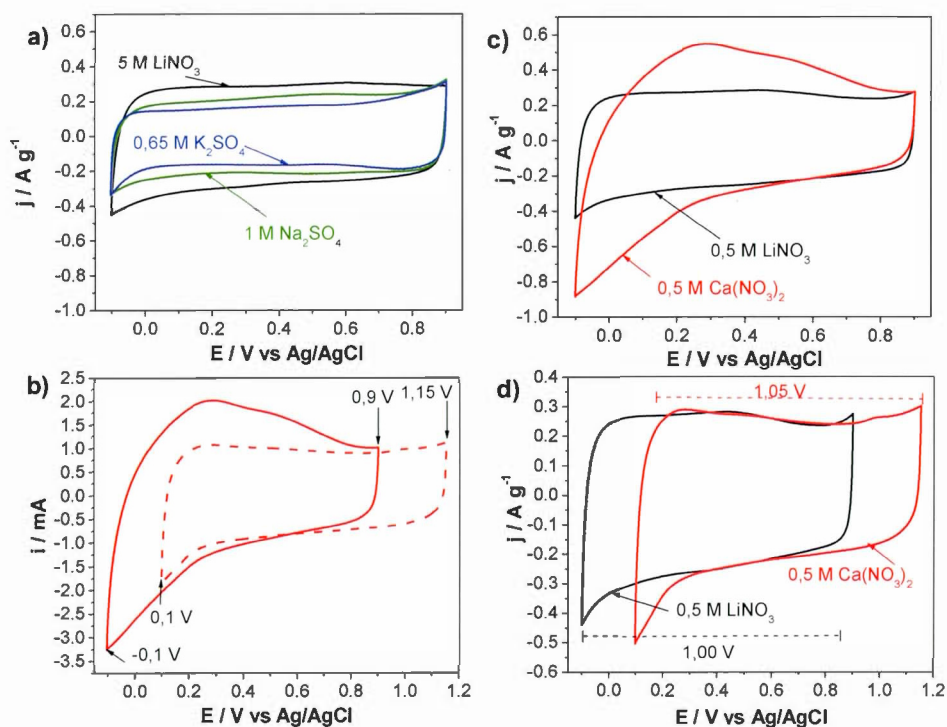 a)
0.6
0.4
0.2
0.0
-0.2
-0.4
-0.6
-0.8
-1.0
j / A g⁻¹
5 M LiNO₃
0,65 M K₂SO₄
1 M Na₂SO₄
0.0 0.2 0.4 0.6 0.8
E / V vs Ag/AgCl
c)
0.6
0.4
0.2
0.0
-0.2
-0.4
-0.6
-0.8
-1.0
j / A g⁻¹
0,5 M LiNO₃
0,5 M Ca(NO₃)₂
0.0 0.2 0.4 0.6 0.8
E / V vs Ag/AgCl
b)
2.5
2.0
1.5
1.0
0.5
0.0
-0.5
-1.0
-1.5
-2.0
-2.5
-3.0
-3.5
i / mA
0,9 V 1,15 V
0,1 V
-0,1 V
0.0 0.2 0.4 0.6 0.8 1.0 1.2
E / V vs Ag/AgCl
d)
0.4
0.3
0.2
0.1
0.0
-0.1
-0.2
-0.3
-0.4
-0.5
-0.6
j / A g⁻¹
1,05 V
0,5 M Ca(NO₃)₂
0,5 M LiNO₃
1,00 V
0.0 0.2 0.4 0.6 0.8 1.0 1.2
E / V vs Ag/AgCl